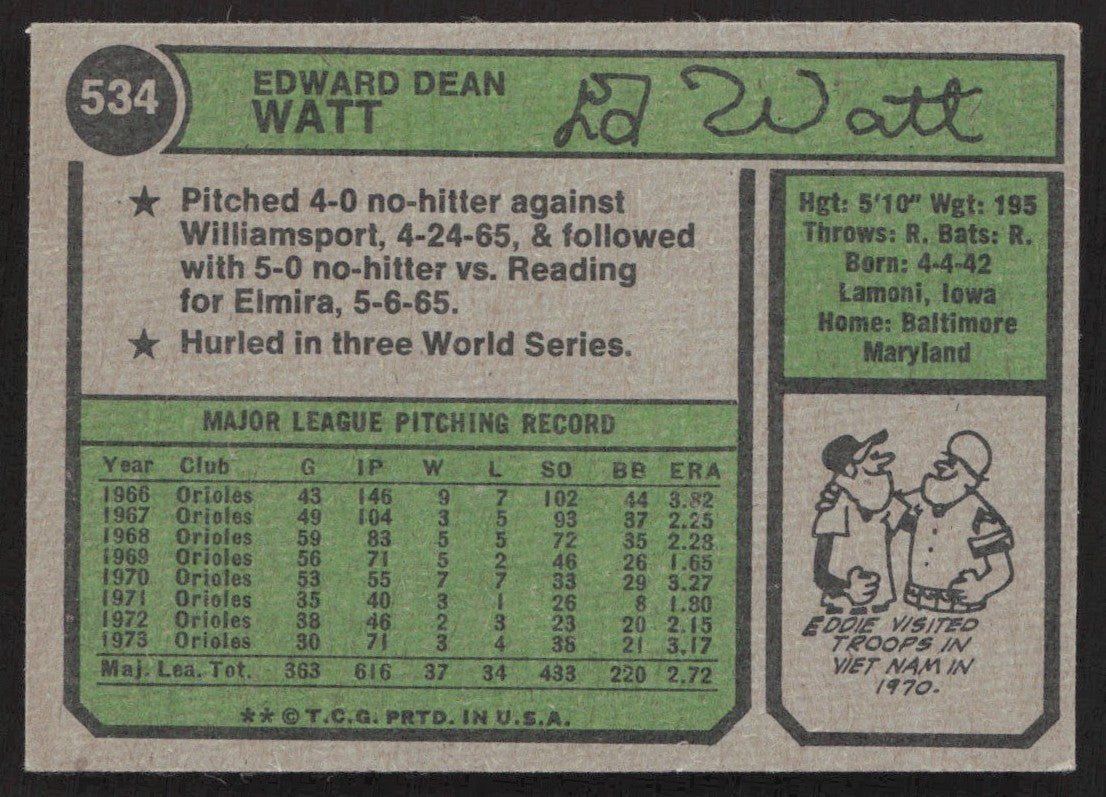 534
EDWARD DEAN
WATT
Ed Watt
★ Pitched 4-0 no-hitter against
Williamsport, 4-24-65, & followed
with 5-0 no-hitter vs. Reading
for Elmira, 5-6-65.
★ Hurled in three World Series.
Hgt: 5'10" Wgt: 195
Throws: R. Bats: R.
Born: 4-4-42
Lamoni, Iowa
Home: Baltimore
Maryland
MAJOR LEAGUE PITCHING RECORD
Year Club G IP W L SO BB ERA
1966 Orioles 43 146 9 7 102 44 3.82
1967 Orioles 49 104 3 5 93 37 2.25
1968 Orioles 59 83 5 5 72 35 2.28
1969 Orioles 56 71 5 2 46 26 1.65
1970 Orioles 53 55 7 7 33 29 3.27
1971 Orioles 35 40 3 1 26 8 1.80
1972 Orioles 38 46 2 3 23 20 2.15
1973 Orioles 30 71 3 4 38 21 3.17
Maj. Lea. Tot. 363 616 37 34 433 220 2.72
** © T.C.G. PRTD. IN U.S.A.
EDDIE VISITED
TROOPS IN
VIET NAM IN
1970.